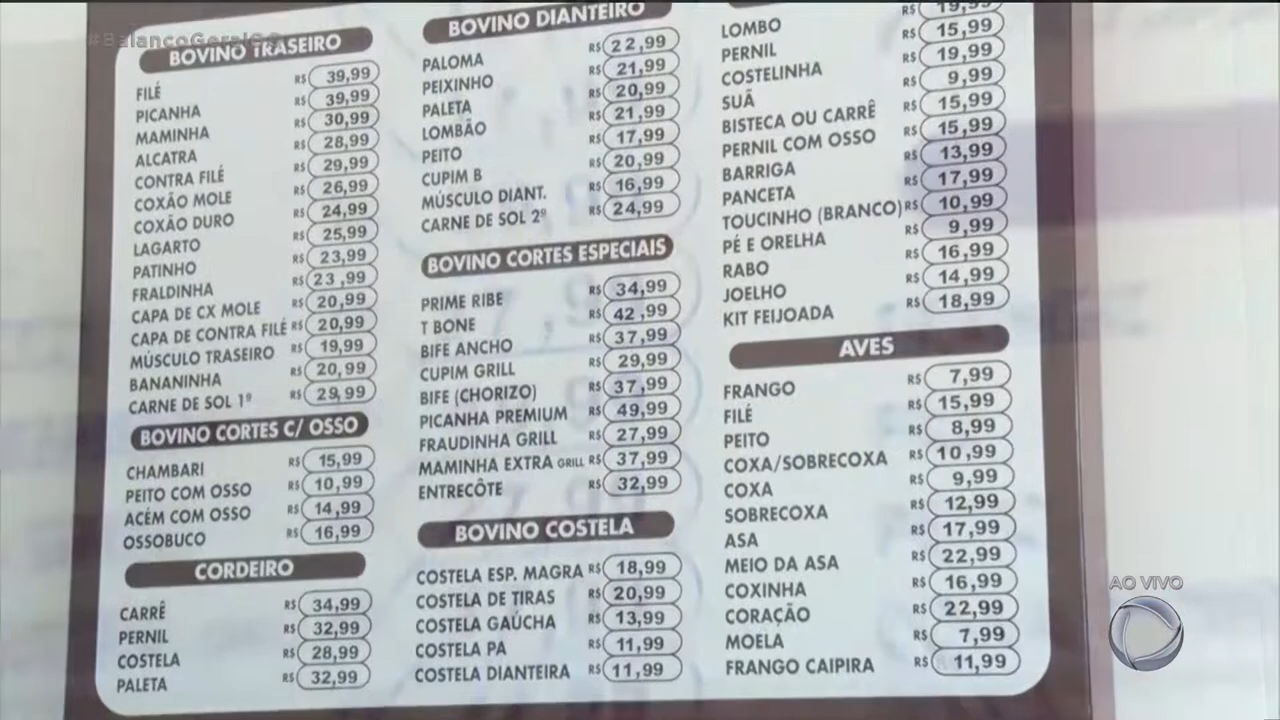 #BalançoGeralGO
BOVINO TRASEIRO
FILÉ R$ 39,99
PICANHA R$ 39,99
MAMINHA R$ 30,99
ALCATRA R$ 28,99
CONTRA FILÉ R$ 29,99
COXÃO MOLE R$ 26,99
COXÃO DURO R$ 24,99
LAGARTO R$ 25,99
PATINHO R$ 23,99
FRALDINHA R$ 23,99
CAPA DE CX MOLE R$ 20,99
CAPA DE CONTRA FILÉ R$ 20,99
MÚSCULO TRASEIRO R$ 19,99
BANANINHA R$ 20,99
CARNE DE SOL 1ª R$ 29,99
BOVINO CORTES C/ OSSO
CHAMBARI R$ 15,99
PEITO COM OSSO R$ 10,99
ACÉM COM OSSO R$ 14,99
OSSOBUCO R$ 16,99
CORDEIRO
CARRÊ R$ 34,99
PERNIL R$ 32,99
COSTELA R$ 28,99
PALETA R$ 32,99
BOVINO DIANTEIRO
PALOMA R$ 22,99
PEIXINHO R$ 21,99
PALETA R$ 20,99
LOMBÃO R$ 21,99
PEITO R$ 17,99
CUPIM B R$ 20,99
MÚSCULO DIANT. R$ 16,99
CARNE DE SOL 2ª R$ 24,99
BOVINO CORTES ESPECIAIS
PRIME RIBE R$ 34,99
T BONE R$ 42,99
BIFE ANCHO R$ 37,99
CUPIM GRILL R$ 29,99
BIFE (CHORIZO) R$ 37,99
PICANHA PREMIUM R$ 49,99
FRAUDINHA GRILL R$ 27,99
MAMINHA EXTRA GRILL R$ 37,99
ENTRECÔTE R$ 32,99
BOVINO COSTELA
COSTELA ESP. MAGRA R$ 18,99
COSTELA DE TIRAS R$ 20,99
COSTELA GAÚCHA R$ 13,99
COSTELA PA R$ 11,99
COSTELA DIANTEIRA R$ 11,99
LOMBO R$ 19,99
PERNIL R$ 15,99
COSTELINHA R$ 19,99
SUÃ R$ 9,99
BISTECA OU CARRÊ R$ 15,99
PERNIL COM OSSO R$ 15,99
BARRIGA R$ 13,99
PANCETA R$ 17,99
TOUCINHO (BRANCO) R$ 10,99
PÉ E ORELHA R$ 9,99
RABO R$ 16,99
JOELHO R$ 14,99
KIT FEIJOADA R$ 18,99
AVES
FRANGO R$ 7,99
FILÉ R$ 15,99
PEITO R$ 8,99
COXA/SOBRECOXA R$ 10,99
COXA R$ 9,99
SOBRECOXA R$ 12,99
ASA R$ 17,99
MEIO DA ASA R$ 22,99
COXINHA R$ 16,99
CORAÇÃO R$ 22,99
MOELA R$ 7,99
FRANGO CAIPIRA R$ 11,99
AO VIVO